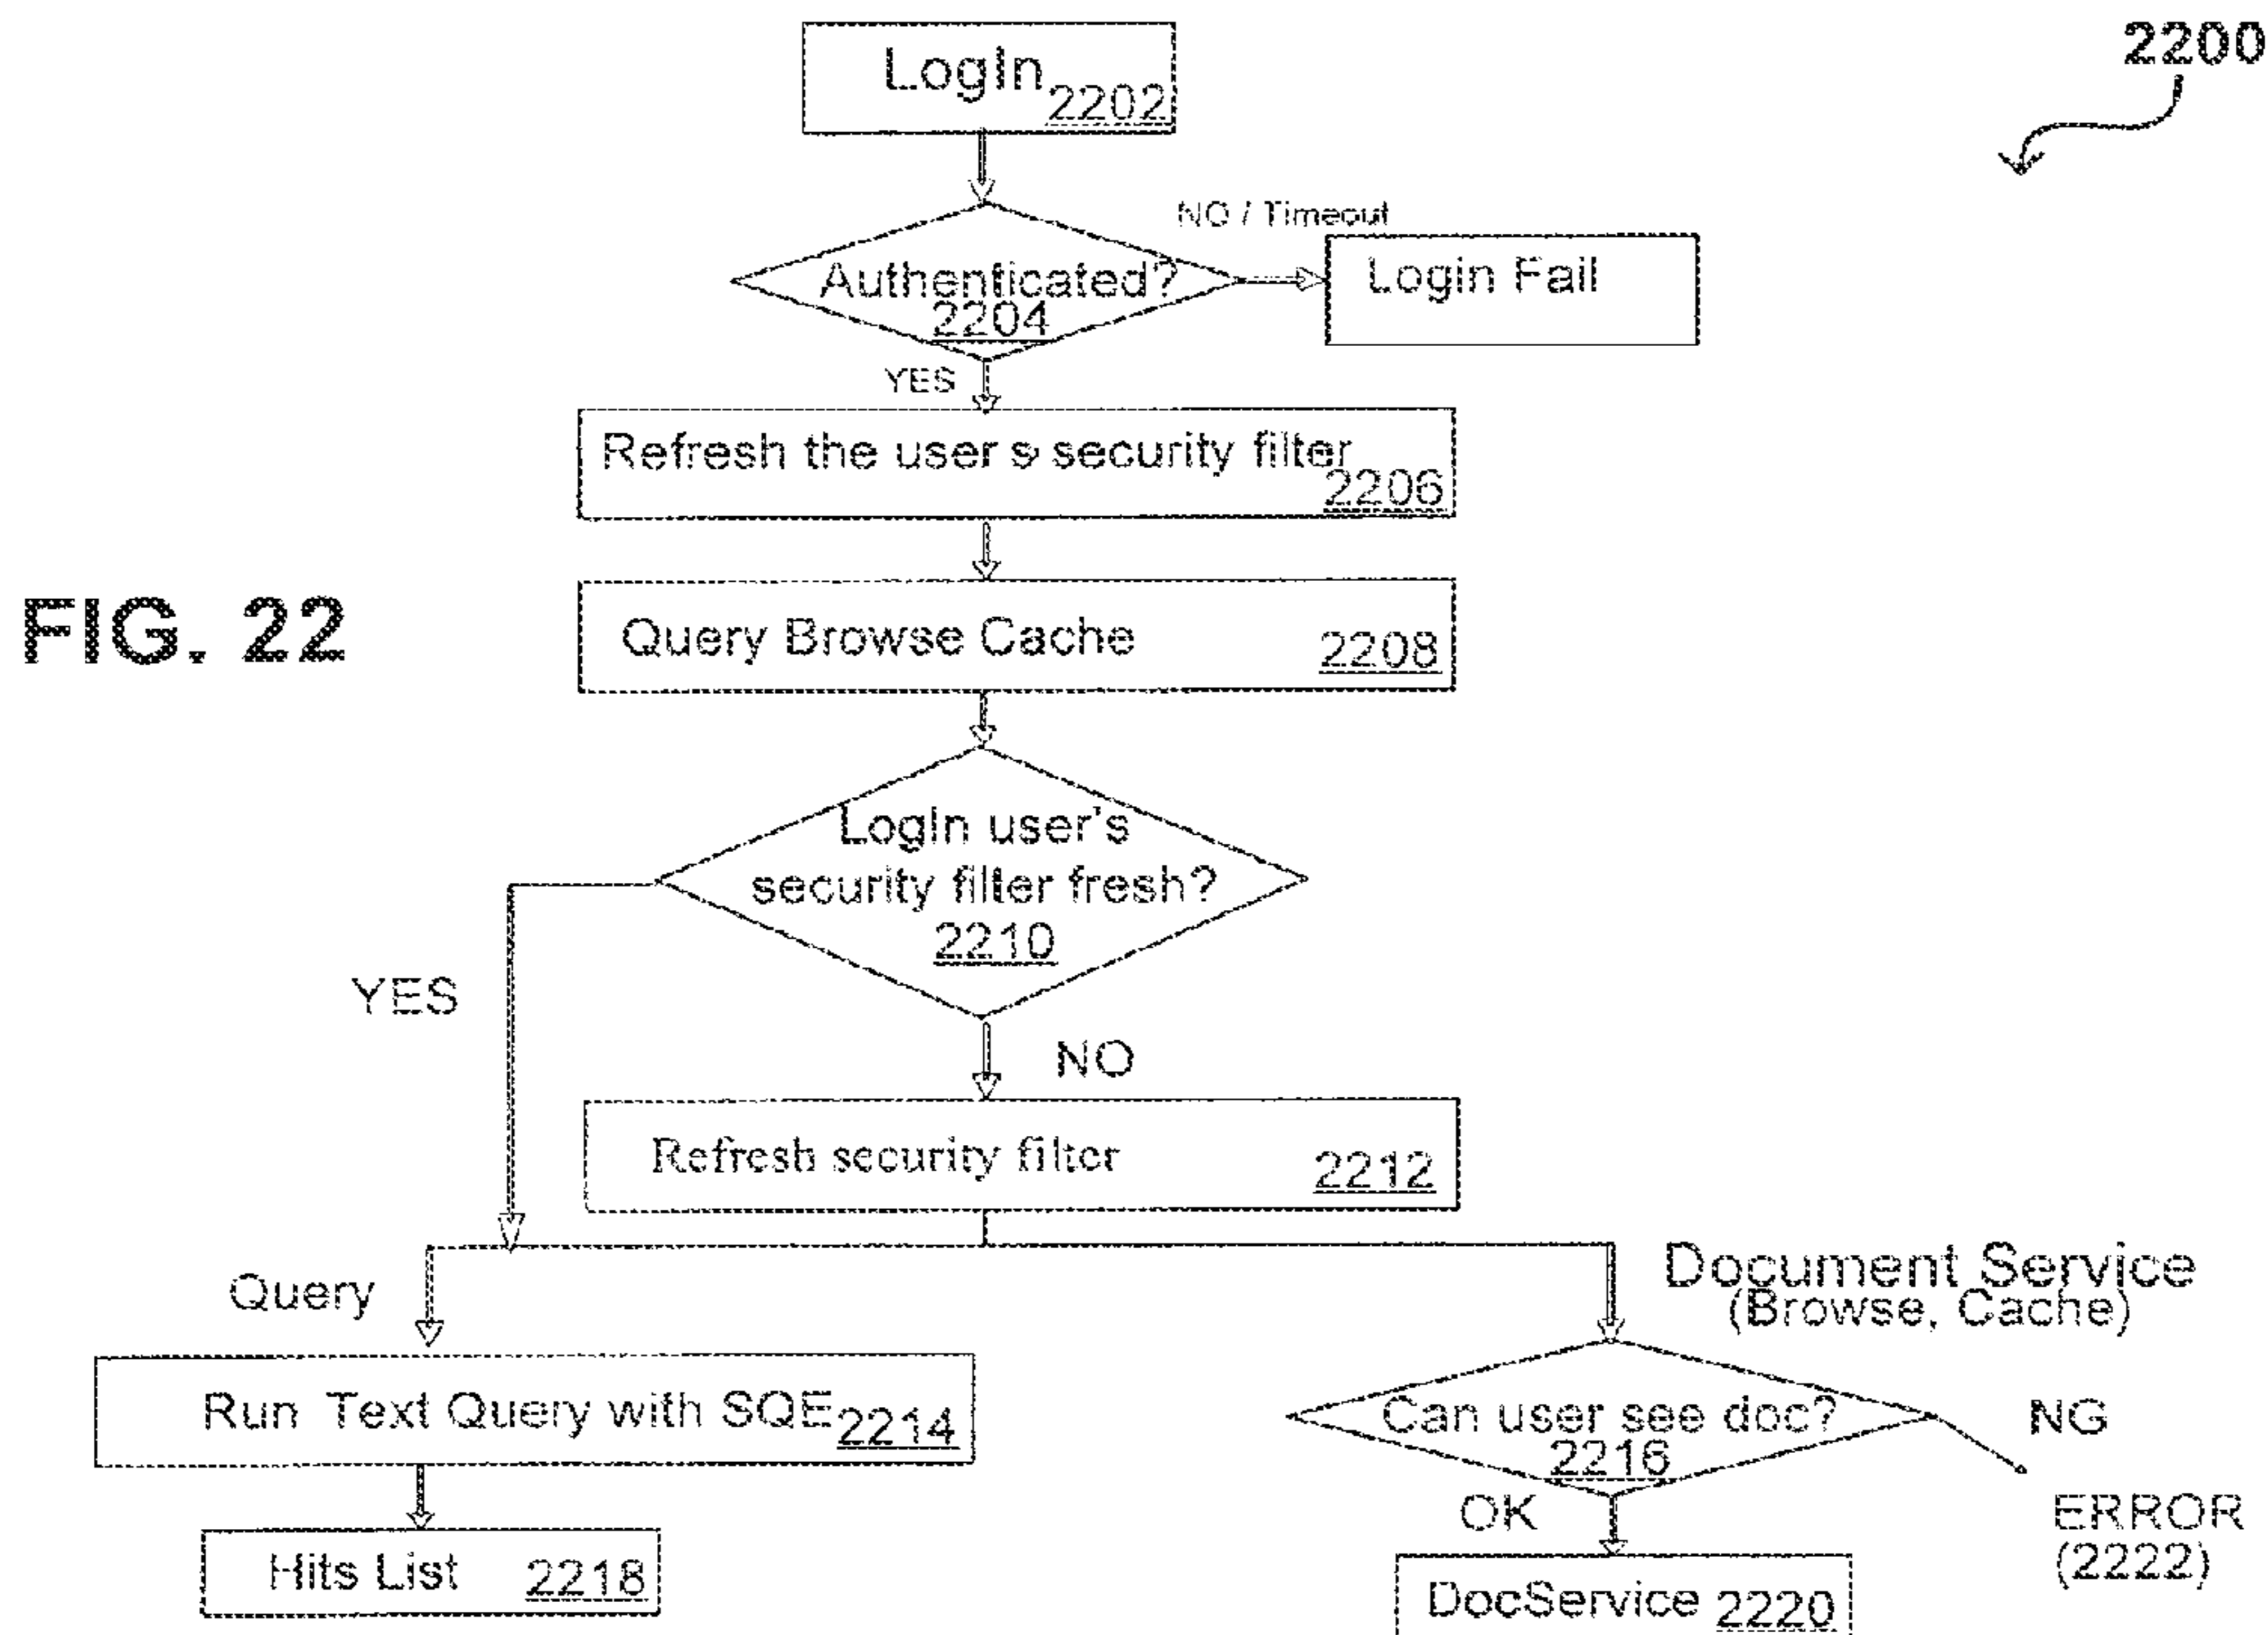 2200
LogIn 2202
NO / Timeout
Authenticated?
2204
Login Fail
YES
Refresh the user s security filter
2206
FIG. 22
Query Browse Cache 2208
LogIn user's
security filter fresh?
2210
YES
NO
Refresh security filter 2212
Query
Document Service
(Browse, Cache)
Run Text Query with SQE 2214
Can user see doc?
2216
NG
OK
ERROR
(2222)
Hits List 2218
DocService 2220